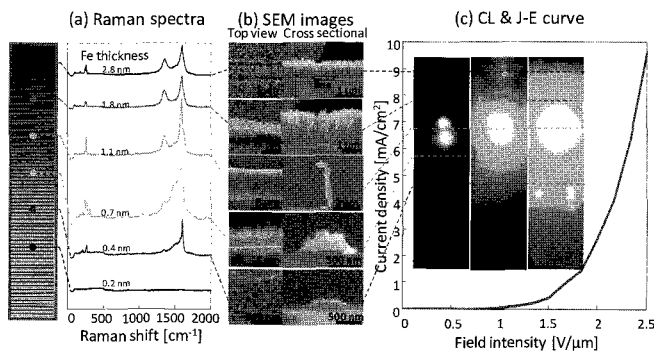 (a) Raman spectra
(b) SEM images
(c) CL & J-E curve
Top view
Cross sectional
Fe thickness
2.8 nm
1.8 nm
1.1 nm
0.7 nm
0.4 nm
0.2 nm
0 500 1000 1500 2000
Raman shift [cm⁻¹]
500 nm
500 nm
Current density [mA/cm²]
10
9
8
7
6
5
4
3
2
1
0
0 0.5 1 1.5 2 2.5
Field intensity [V/μm]